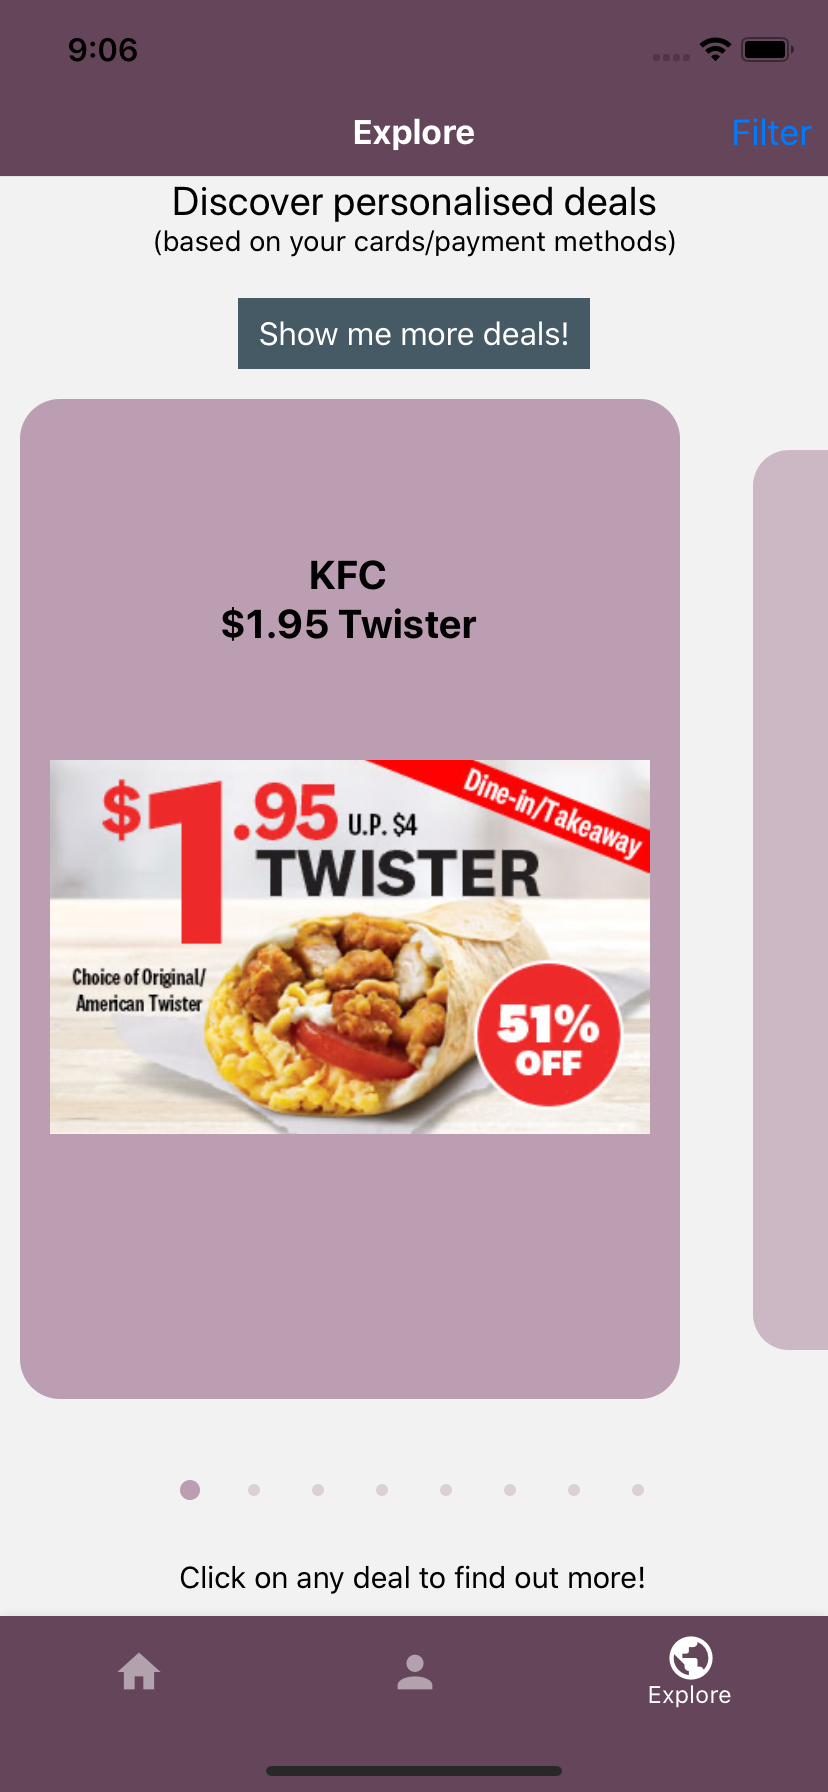 9:06
Explore
Filter
Discover personalised deals
(based on your cards/payment methods)
Show me more deals!
KFC
$1.95 Twister
$1.95 U.P. $4
Dine-in/Takeaway
TWISTER
Choice of Original/
American Twister
51%
OFF
Click on any deal to find out more!
Explore